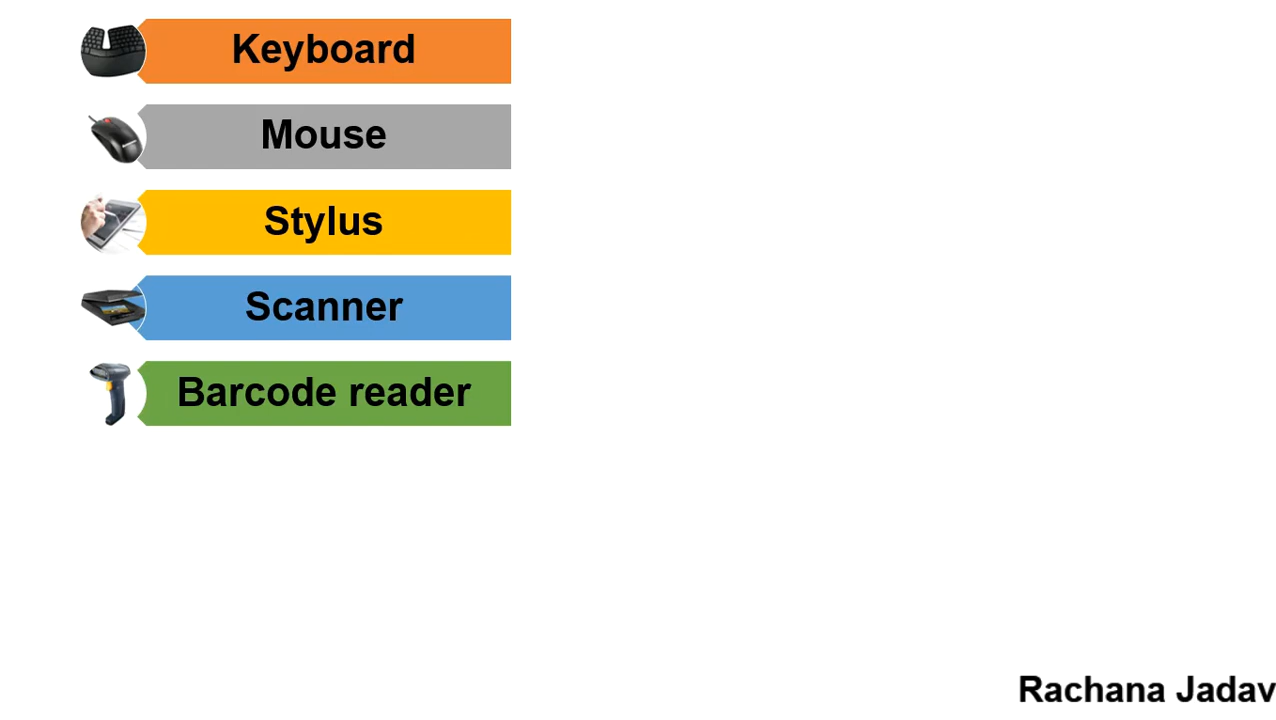 Keyboard
Mouse
Stylus
Scanner
Barcode reader
Rachana Jadav